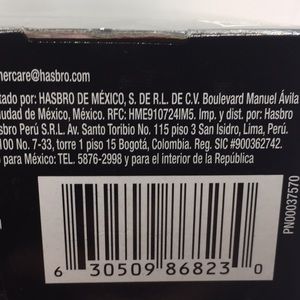 nercare@hasbro.com
tado por: HASBRO DE MÉXICO, S. DE R.L. DE C.V. Boulevard Manuel Ávila
iudad de México, México. RFC: HME910724IM5. Imp. y dist. por: Hasbro
sbro Perú S.R.L. Av. Santo Toribio No. 115 piso 3 San Isidro, Lima, Perú.
100 No. 7-33, torre 1 piso 15 Bogotá, Colombia. Reg. SIC #900362742.
para México: TEL. 5876-2998 y para el interior de la República
6 30509 86823 0
PN00037570